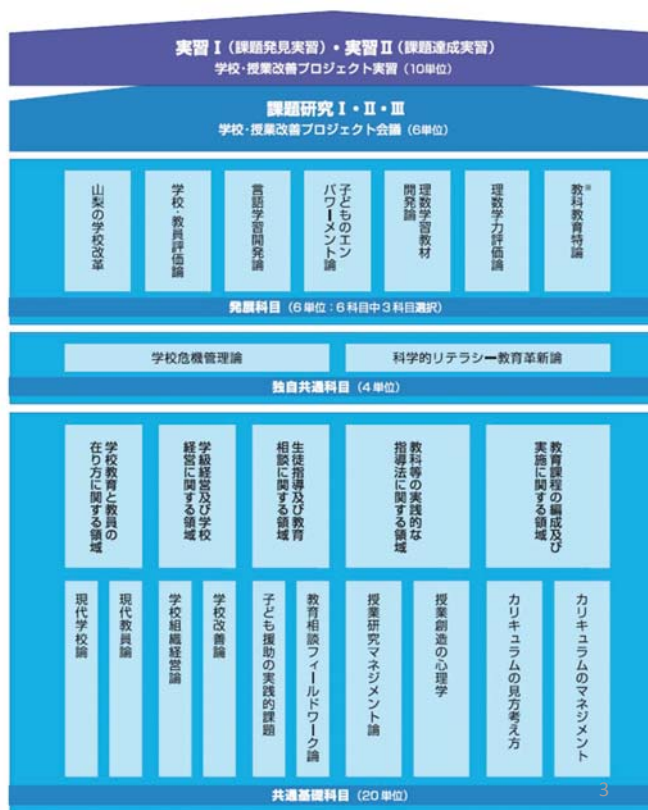 実習Ⅰ(課題発見実習)・実習Ⅱ(課題達成実習)
学校・授業改善プロジェクト実習(10単位)
課題研究Ⅰ・Ⅱ・Ⅲ
学校・授業改善プロジェクト会議(6単位)
山梨の学校改革
学校・教員評価論
言語学習開発論
子どものエン
パワーメント論
理数学習教材
開発論
理数学力評価論
教科教育特論※
発展科目(6単位:6科目中3科目選択)
学校危機管理論
科学的リテラシー教育革新論
独自共通科目(4単位)
学校教育と教員の
在り方に関する領域
学級経営及び学校
経営に関する領域
生徒指導及び教育
相談に関する領域
教科等の実践的な
指導法に関する領域
教育課程の編成及び
実施に関する領域
現代学校論
現代教員論
学校組織経営論
学校改善論
子ども援助の実践的課題
教育相談フィールドワーク論
授業研究マネジメント論
授業創造の心理学
カリキュラムの見方考え方
カリキュラムのマネジメント
共通基礎科目(20単位)
3